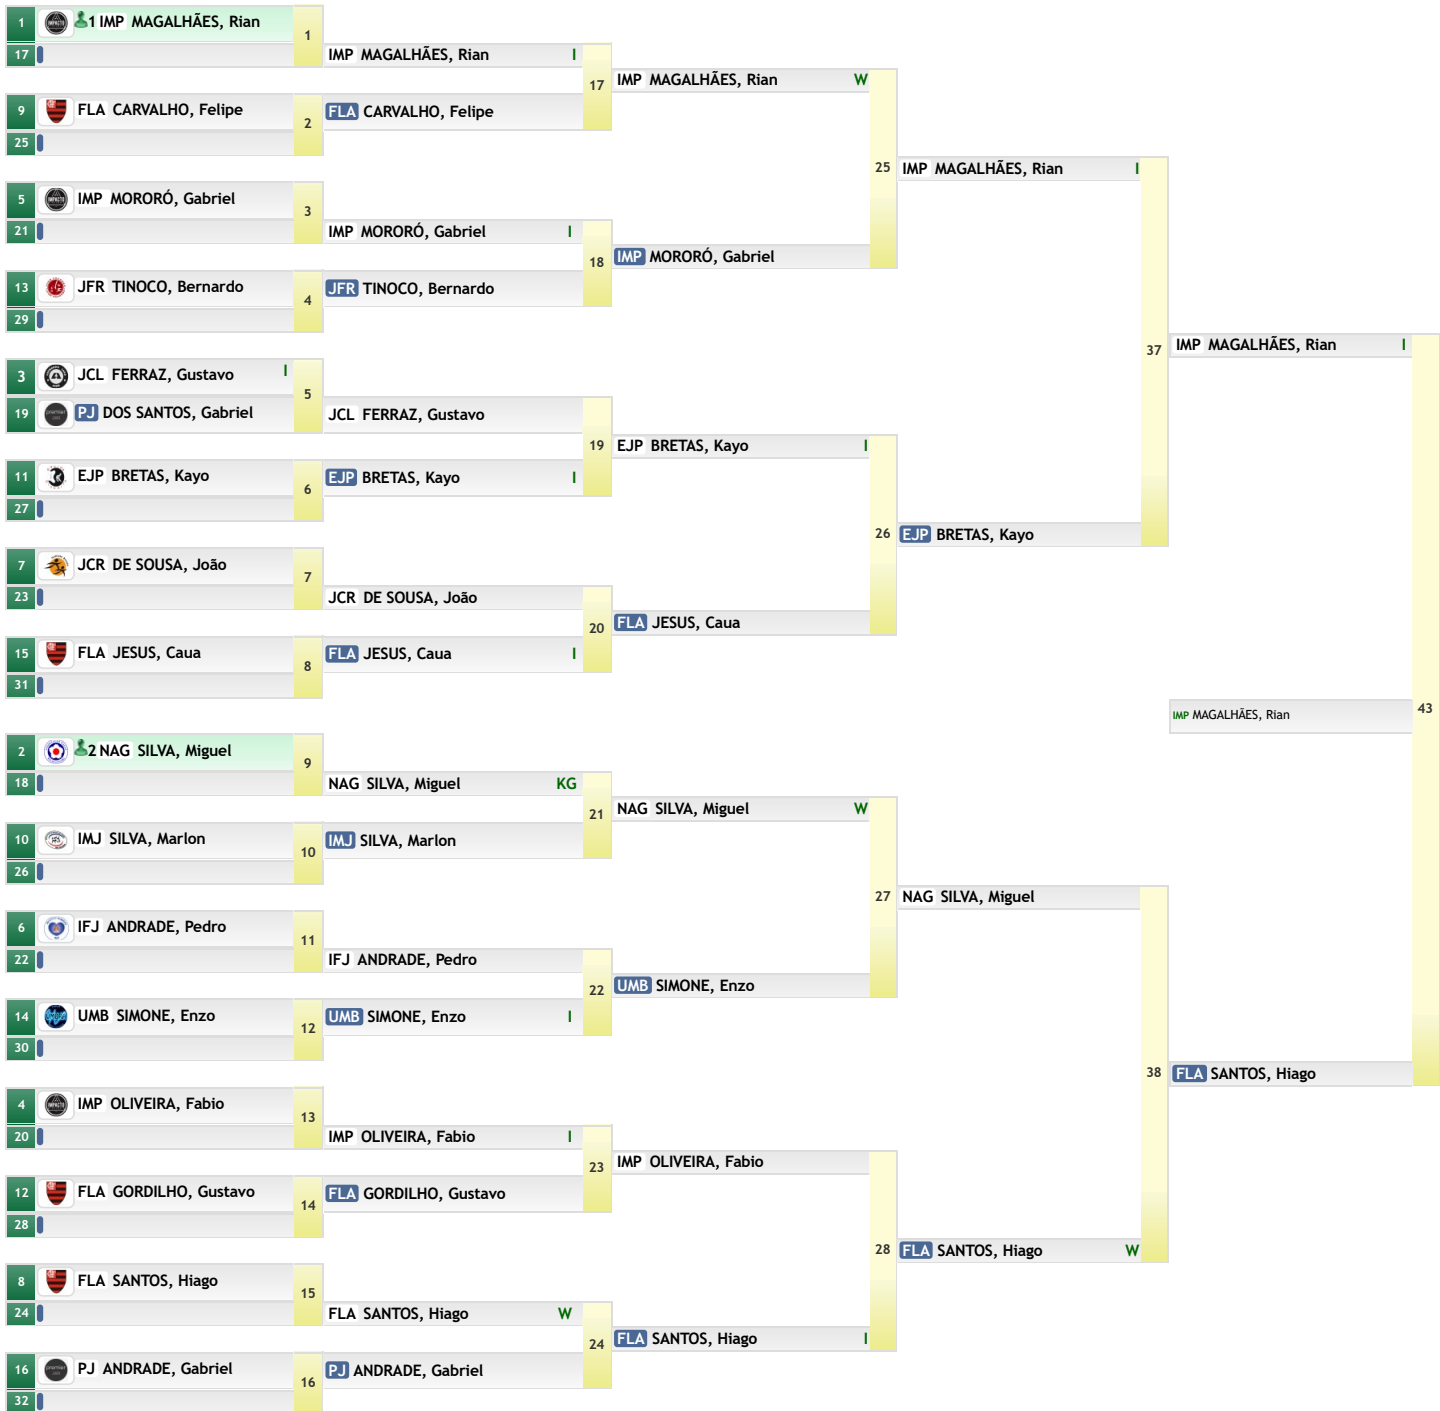 1 1 IMP MAGALHÃES, Rian
17
1
9 FLA CARVALHO, Felipe
25
2
5 IMP MORORÓ, Gabriel
21
3
13 JFR TINOCO, Bernardo
29
4
3 JCL FERRAZ, Gustavo I
19 PJ DOS SANTOS, Gabriel
5
11 EJP BRETAS, Kayo
27
6
7 JCR DE SOUSA, João
23
7
15 FLA JESUS, Caua
31
8
2 2 NAG SILVA, Miguel
18
9
10 IMJ SILVA, Marlon
26
10
6 IFJ ANDRADE, Pedro
22
11
14 UMB SIMONE, Enzo
30
12
4 IMP OLIVEIRA, Fabio
20
13
12 FLA GORDILHO, Gustavo
28
14
8 FLA SANTOS, Hiago
24
15
16 PJ ANDRADE, Gabriel
32
16
IMP MAGALHÃES, Rian I
FLA CARVALHO, Felipe
17
IMP MORORÓ, Gabriel I
JFR TINOCO, Bernardo
18
JCL FERRAZ, Gustavo
EJP BRETAS, Kayo I
19
JCR DE SOUSA, João
FLA JESUS, Caua I
20
NAG SILVA, Miguel KG
IMJ SILVA, Marlon
21
IFJ ANDRADE, Pedro
UMB SIMONE, Enzo I
22
IMP OLIVEIRA, Fabio I
FLA GORDILHO, Gustavo
23
FLA SANTOS, Hiago W
PJ ANDRADE, Gabriel
24
IMP MAGALHÃES, Rian W
IMP MORORÓ, Gabriel
25
EJP BRETAS, Kayo I
FLA JESUS, Caua
26
NAG SILVA, Miguel W
UMB SIMONE, Enzo
27
IMP OLIVEIRA, Fabio
FLA SANTOS, Hiago I
28
IMP MAGALHÃES, Rian I
EJP BRETAS, Kayo
37
NAG SILVA, Miguel
FLA SANTOS, Hiago W
38
IMP MAGALHÃES, Rian I
FLA SANTOS, Hiago
43
IMP MAGALHÃES, Rian